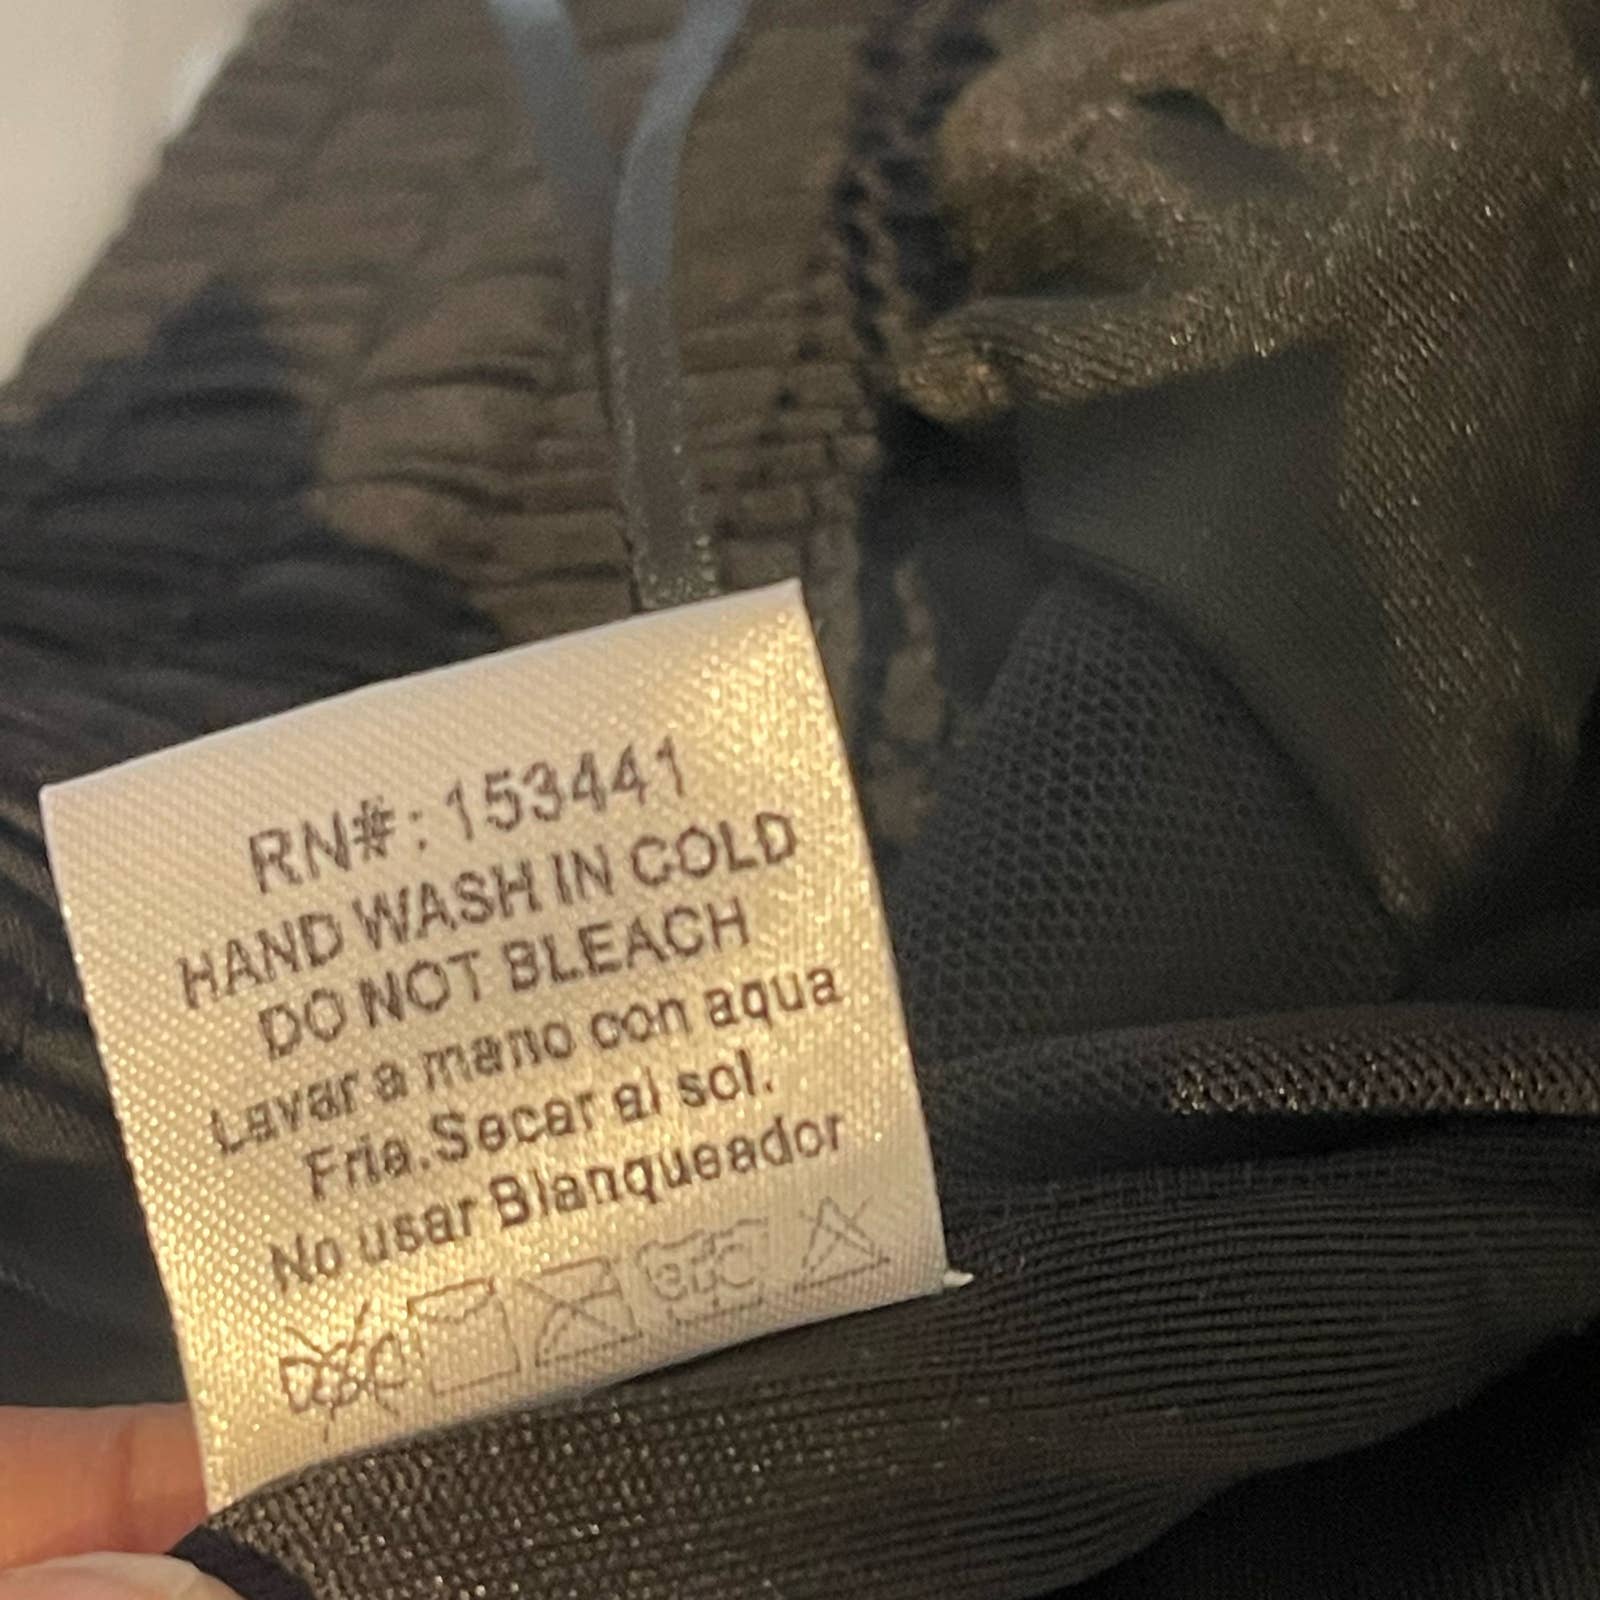 RN#: 153441
HAND WASH IN COLD
DO NOT BLEACH
Lavar a mano con aqua
Fria.Secar al sol.
No usar Blanqueador